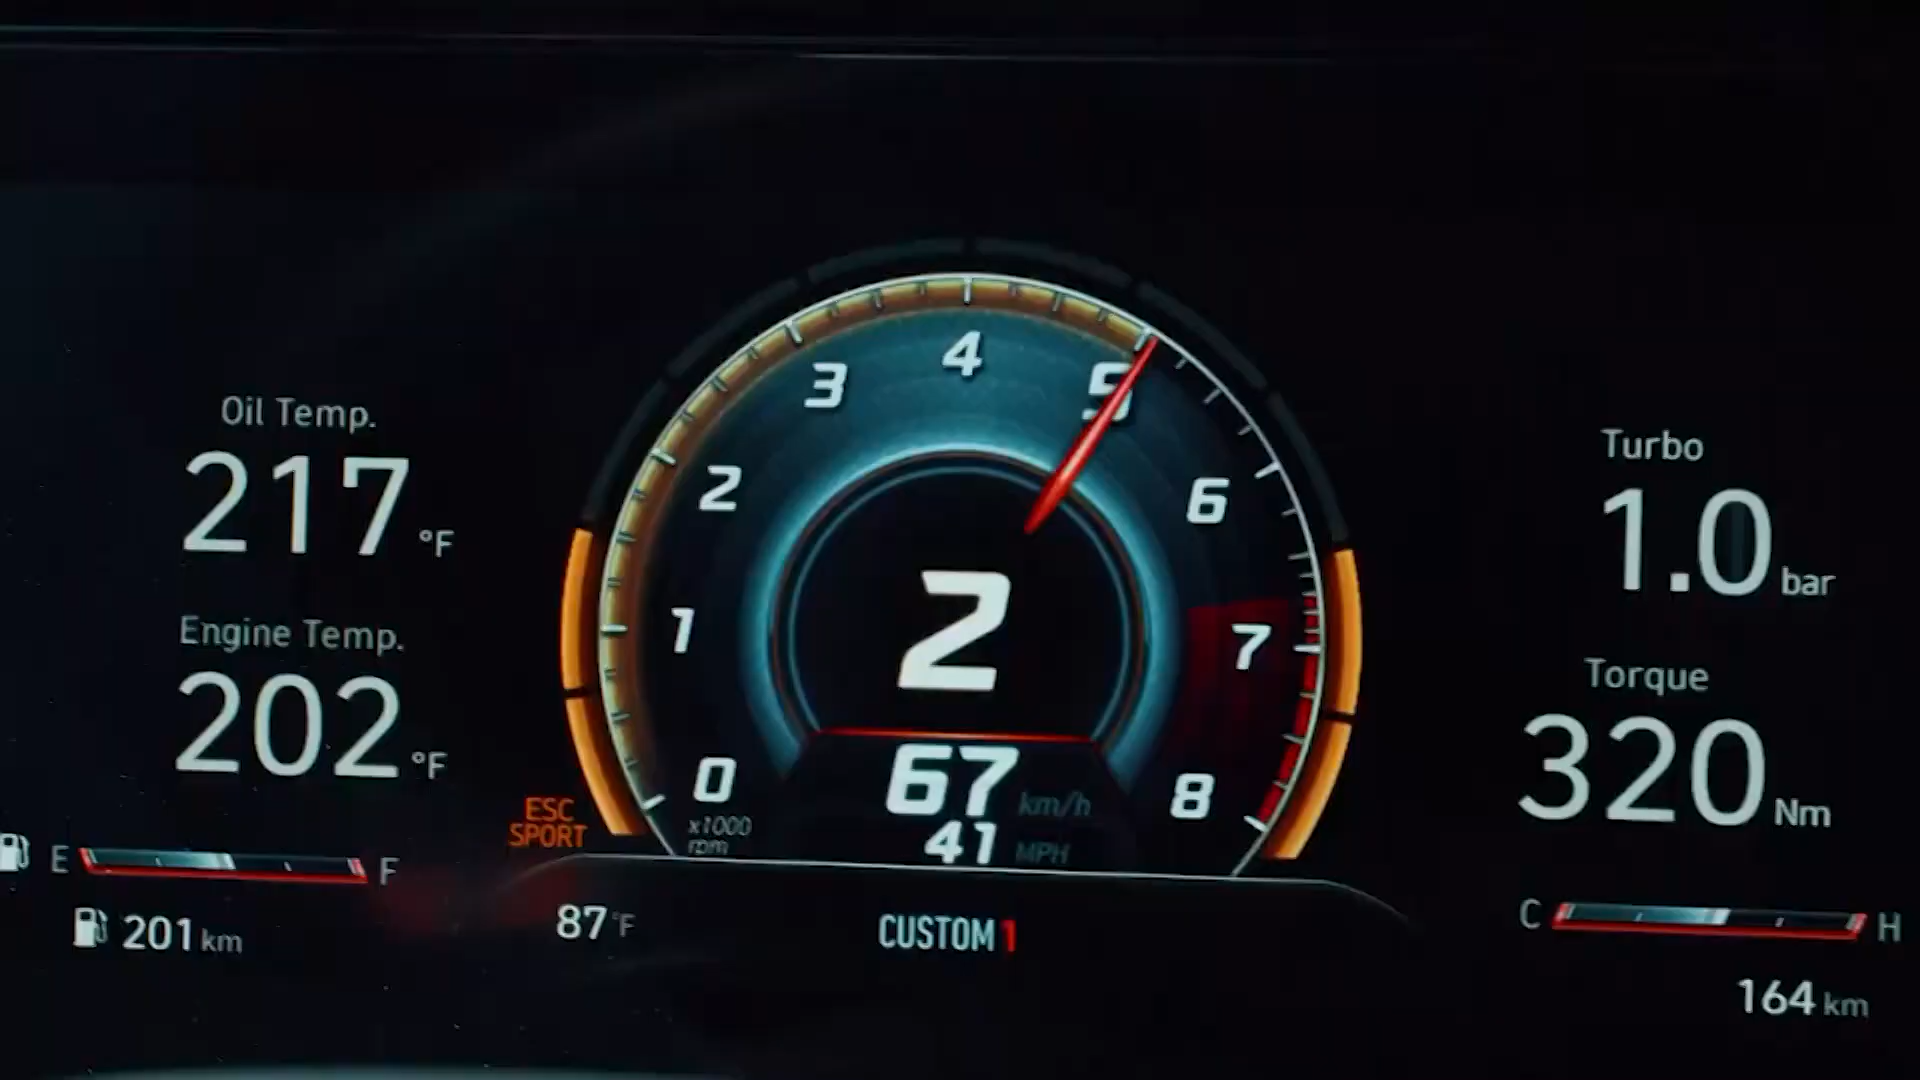 Oil Temp.
217 °F
Engine Temp.
202 °F
E F
201 km
ESC
SPORT
87 °F
0
1
2
3
4
5
6
7
8
x1000
rpm
2
67 km/h
41 MPH
CUSTOM 1
Turbo
1.0 bar
Torque
320 Nm
C H
164 km